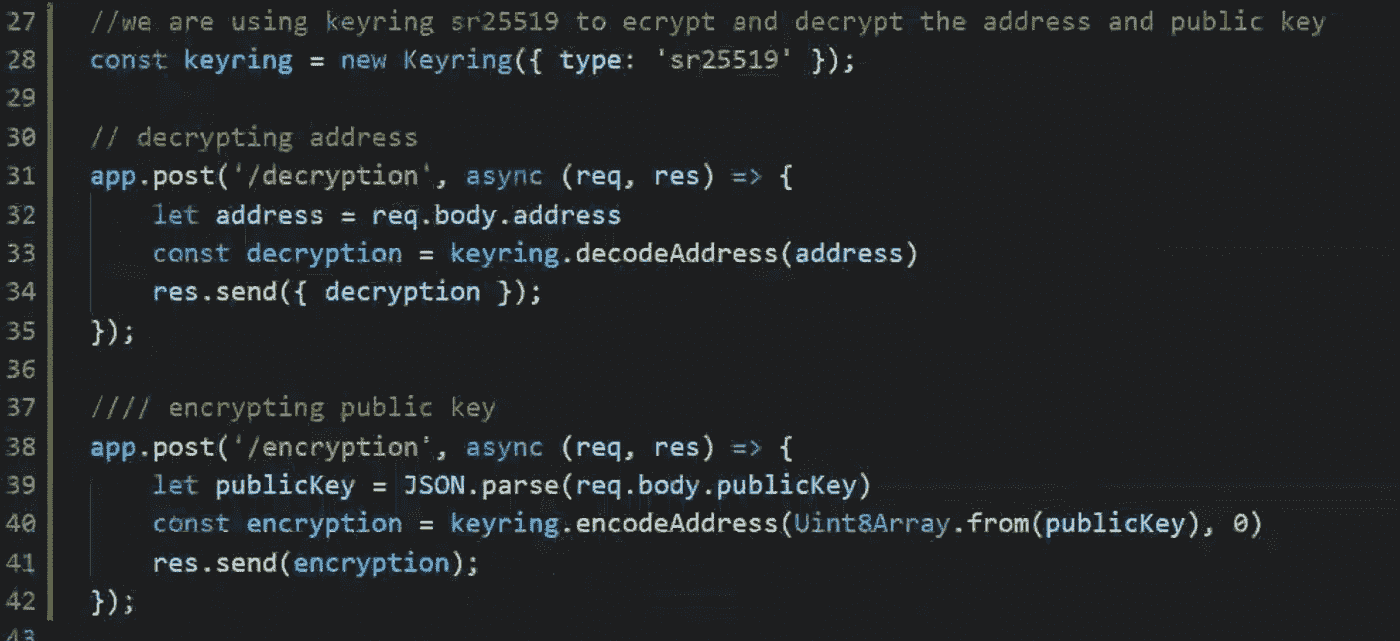 27 //we are using keyring sr25519 to ecrypt and decrypt the address and public key
28 const keyring = new Keyring({ type: 'sr25519' });
29
30 // decrypting address
31 app.post('/decryption', async (req, res) => {
32 let address = req.body.address
33 const decryption = keyring.decodeAddress(address)
34 res.send({ decryption });
35 });
36
37 //// encrypting public key
38 app.post('/encryption', async (req, res) => {
39 let publicKey = JSON.parse(req.body.publicKey)
40 const encryption = keyring.encodeAddress(Uint8Array.from(publicKey), 0)
41 res.send(encryption);
42 });
43